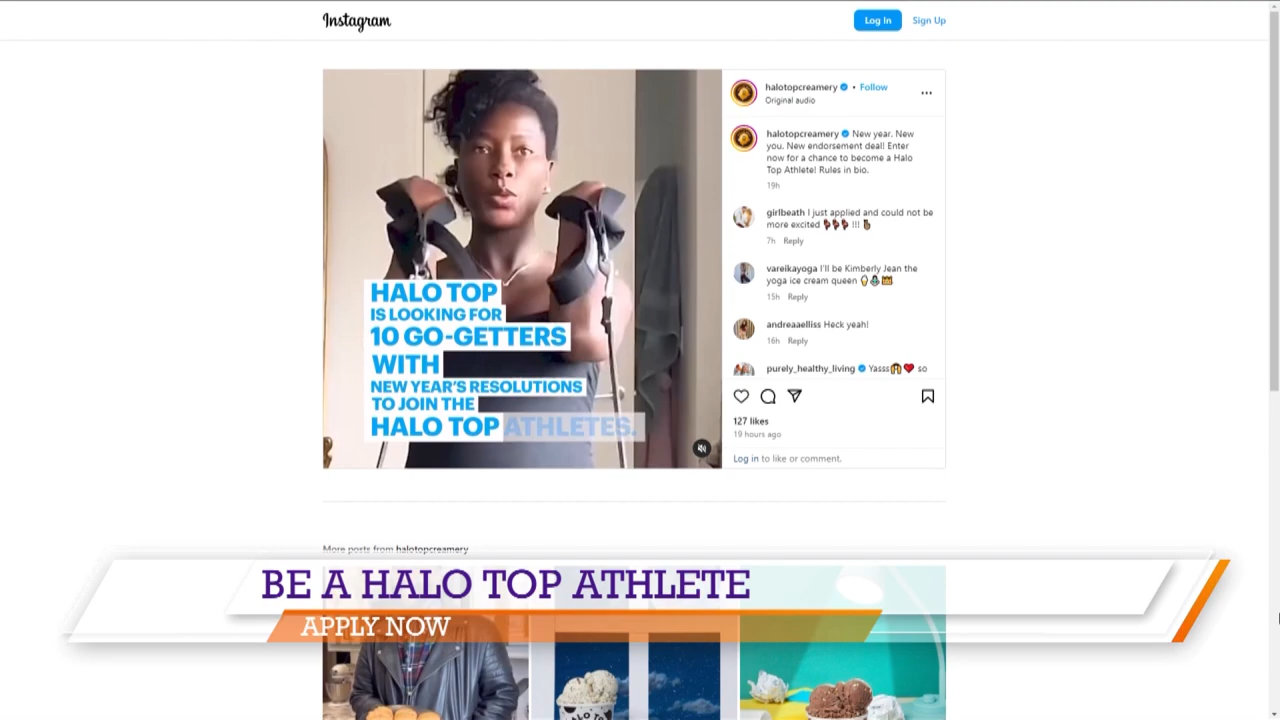 Instagram
Log In
Sign Up
HALO TOP
IS LOOKING FOR
10 GO-GETTERS
WITH
NEW YEAR'S RESOLUTIONS
TO JOIN THE
HALO TOP ATHLETES.
halotopcreamery • Follow
Original audio
halotopcreamery New year. New
you. New endorsement deal! Enter
now for a chance to become a Halo
Top Athlete! Rules in bio.
19h
girlbeath I just applied and could not be
more excited !!!
7h Reply
vareikayoga I'll be Kimberly Jean the
yoga ice cream queen
15h Reply
andreaaelliss Heck yeah!
16h Reply
purely_healthy_living Yasss so
127 likes
19 hours ago
Log in to like or comment.
More posts from halotopcreamery
BE A HALO TOP ATHLETE
APPLY NOW
HALO TOP